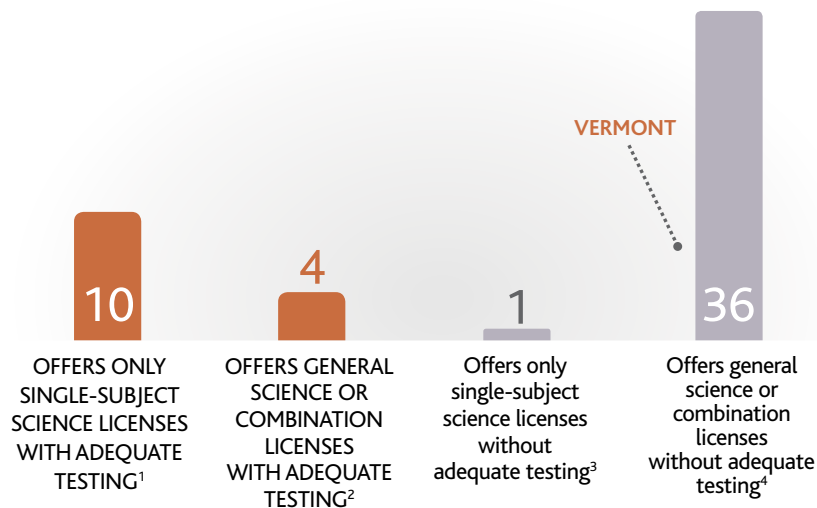 VERMONT
10
4
1
36
OFFERS ONLY
SINGLE-SUBJECT
SCIENCE LICENSES
WITH ADEQUATE
TESTING¹
OFFERS GENERAL
SCIENCE OR
COMBINATION
LICENSES
WITH ADEQUATE
TESTING²
Offers only
single-subject
science licenses
without
adequate testing³
Offers general
science or
combination
licenses
without adequate
testing⁴